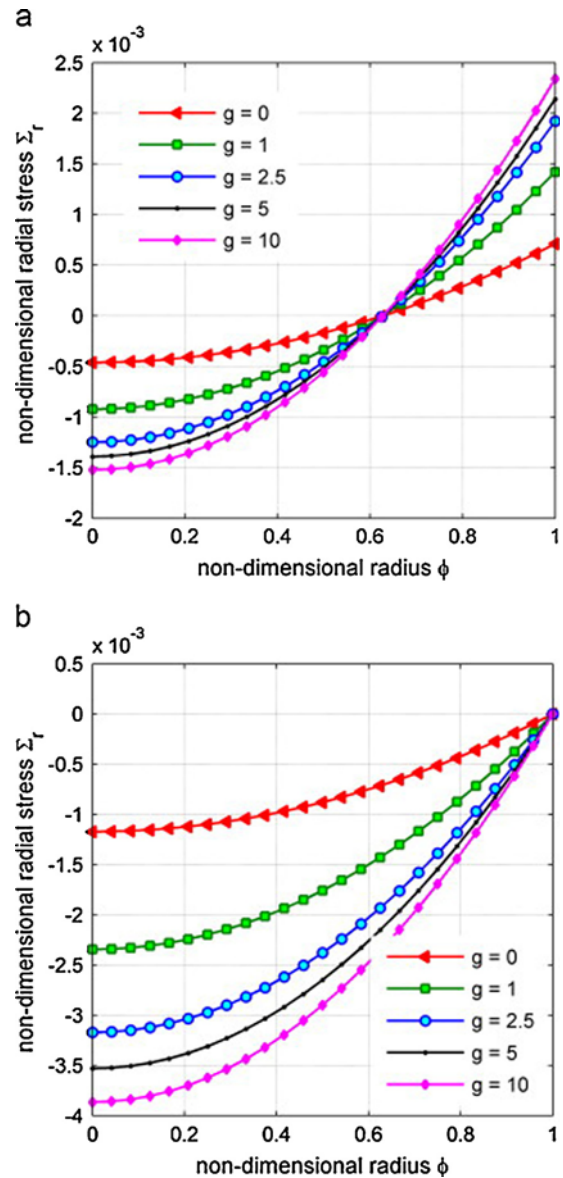 a
× 10⁻³
2.5
2
1.5
1
0.5
0
-0.5
-1
-1.5
-2
non-dimensional radial stress Σr
g = 0
g = 1
g = 2.5
g = 5
g = 10
0 0.2 0.4 0.6 0.8 1
non-dimensional radius ϕ
b
× 10⁻³
0.5
0
-0.5
-1
-1.5
-2
-2.5
-3
-3.5
-4
non-dimensional radial stress Σr
g = 0
g = 1
g = 2.5
g = 5
g = 10
0 0.2 0.4 0.6 0.8 1
non-dimensional radius ϕ